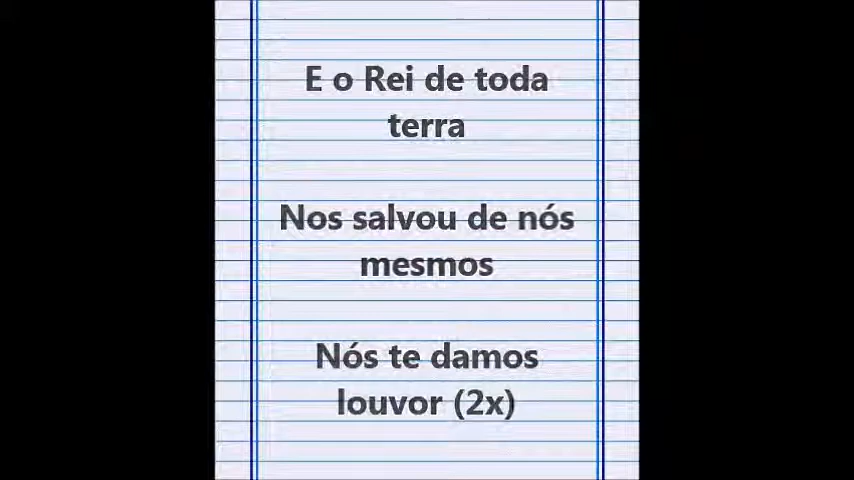 E o Rei de toda
terra
Nos salvou de nós
mesmos
Nós te damos
louvor (2x)